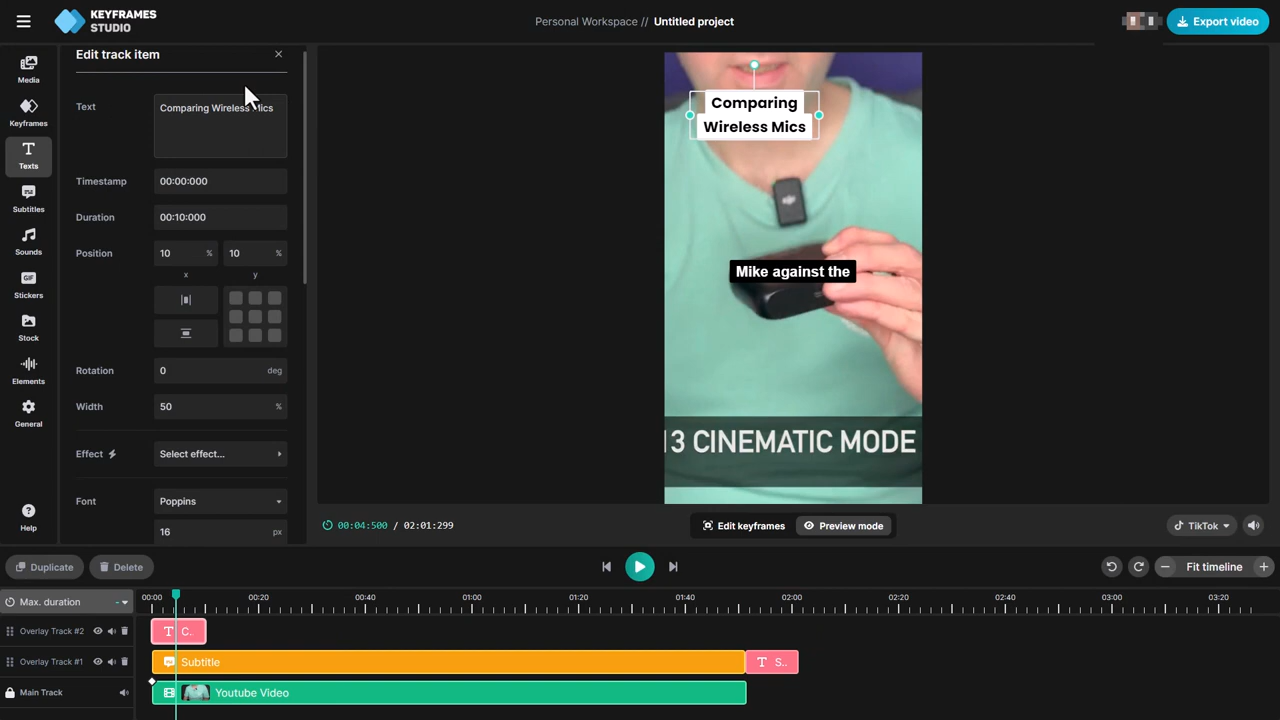 KEYFRAMES
STUDIO
Personal Workspace // Untitled project
Export video
Media
Keyframes
Texts
Subtitles
Sounds
Stickers
Stock
Elements
General
Help
Edit track item
Text
Comparing Wireless Mics
Timestamp
00:00:000
Duration
00:10:000
Position
10 %
10 %
x
y
Rotation
0 deg
Width
50 %
Effect
Select effect...
Font
Poppins
16 px
Comparing
Wireless Mics
Mike against the
13 CINEMATIC MODE
00:04:500 / 02:01:299
Edit keyframes
Preview mode
TikTok
Duplicate
Delete
Fit timeline
Max. duration
-
00:00 00:20 00:40 01:00 01:20 01:40 02:00 02:20 02:40 03:00 03:20
Overlay Track #2
T C..
Overlay Track #1
Subtitle
T S..
Main Track
Youtube Video